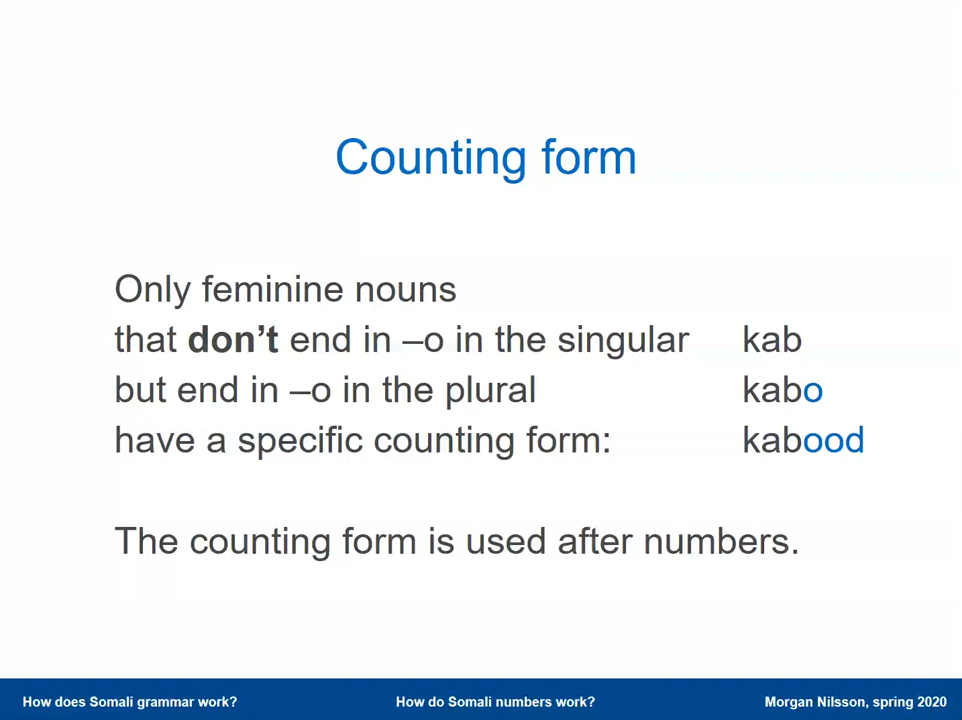 Counting form
Only feminine nouns
that don't end in –o in the singular kab
but end in –o in the plural kabo
have a specific counting form: kabood
The counting form is used after numbers.
How does Somali grammar work? How do Somali numbers work? Morgan Nilsson, spring 2020